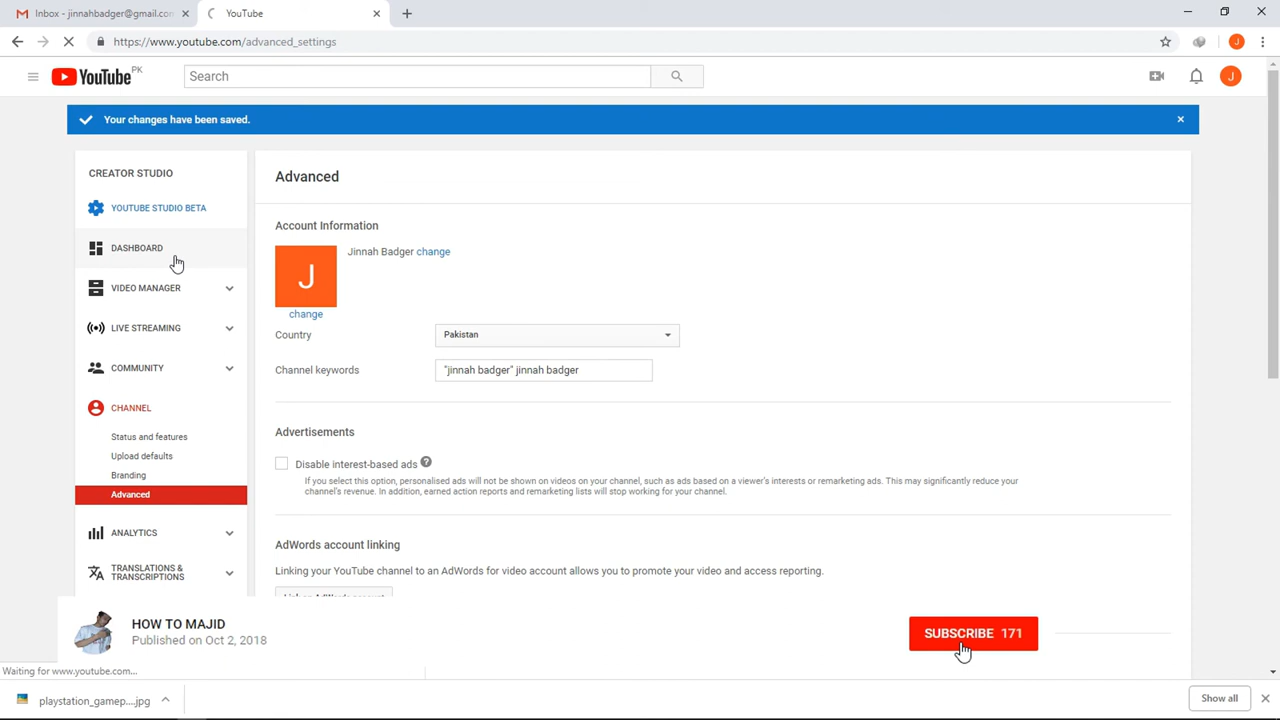 Inbox - jinnahbadger@gmail.con
YouTube
https://www.youtube.com/advanced_settings
J
YouTube PK
Search
J
Your changes have been saved.
CREATOR STUDIO
YOUTUBE STUDIO BETA
DASHBOARD
VIDEO MANAGER
LIVE STREAMING
COMMUNITY
CHANNEL
Status and features
Upload defaults
Branding
Advanced
ANALYTICS
TRANSLATIONS &
TRANSCRIPTIONS
Advanced
Account Information
J
Jinnah Badger change
change
Country
Pakistan
Channel keywords
"jinnah badger" jinnah badger
Advertisements
Disable interest-based ads ?
If you select this option, personalised ads will not be shown on videos on your channel, such as ads based on a viewer's interests or remarketing ads. This may significantly reduce your
channel's revenue. In addition, earned action reports and remarketing lists will stop working for your channel.
AdWords account linking
Linking your YouTube channel to an AdWords for video account allows you to promote your video and access reporting.
Link an AdWords account
HOW TO MAJID
Published on Oct 2, 2018
SUBSCRIBE 171
Waiting for www.youtube.com...
playstation_gamep....jpg
Show all